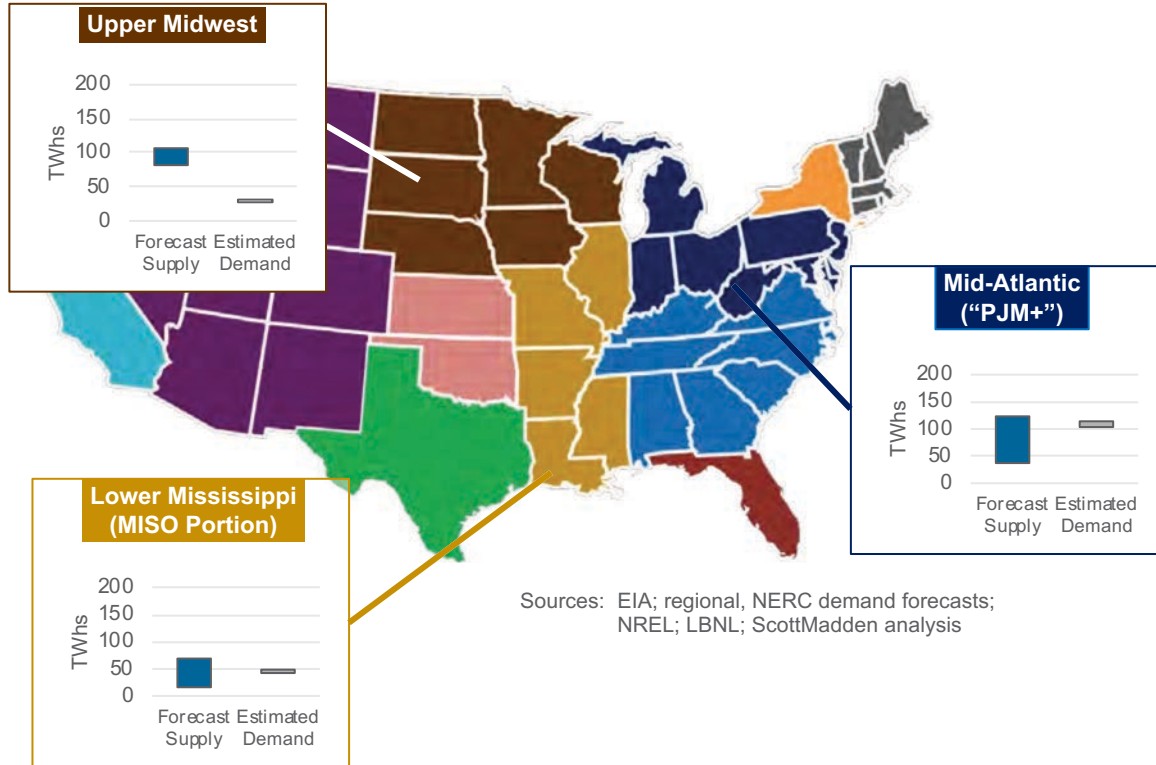 Upper Midwest
200
150
100
50
0
TWhs
Forecast Estimated
Supply Demand
Mid-Atlantic
(“PJM+”)
200
150
100
50
0
TWhs
Forecast Estimated
Supply Demand
Lower Mississippi
(MISO Portion)
200
150
100
50
0
TWhs
Forecast Estimated
Supply Demand
Sources: EIA; regional, NERC demand forecasts;
NREL; LBNL; ScottMadden analysis